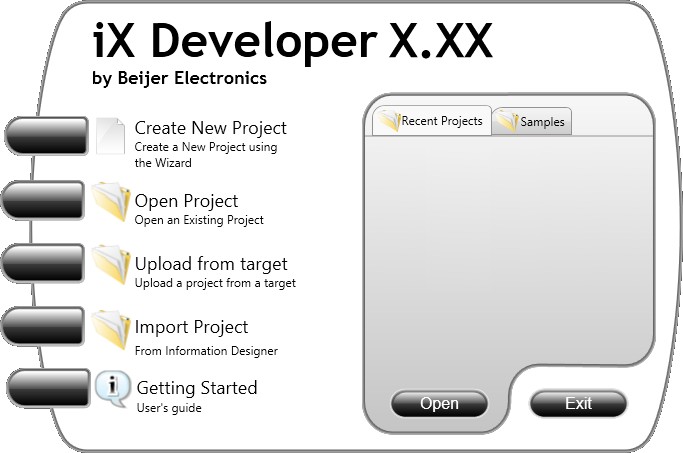 iX Developer X.XX
by Beijer Electronics
Create New Project
Create a New Project using
the Wizard
Open Project
Open an Existing Project
Upload from target
Upload a project from a target
Import Project
From Information Designer
Getting Started
User's guide
Recent Projects
Samples
Open
Exit